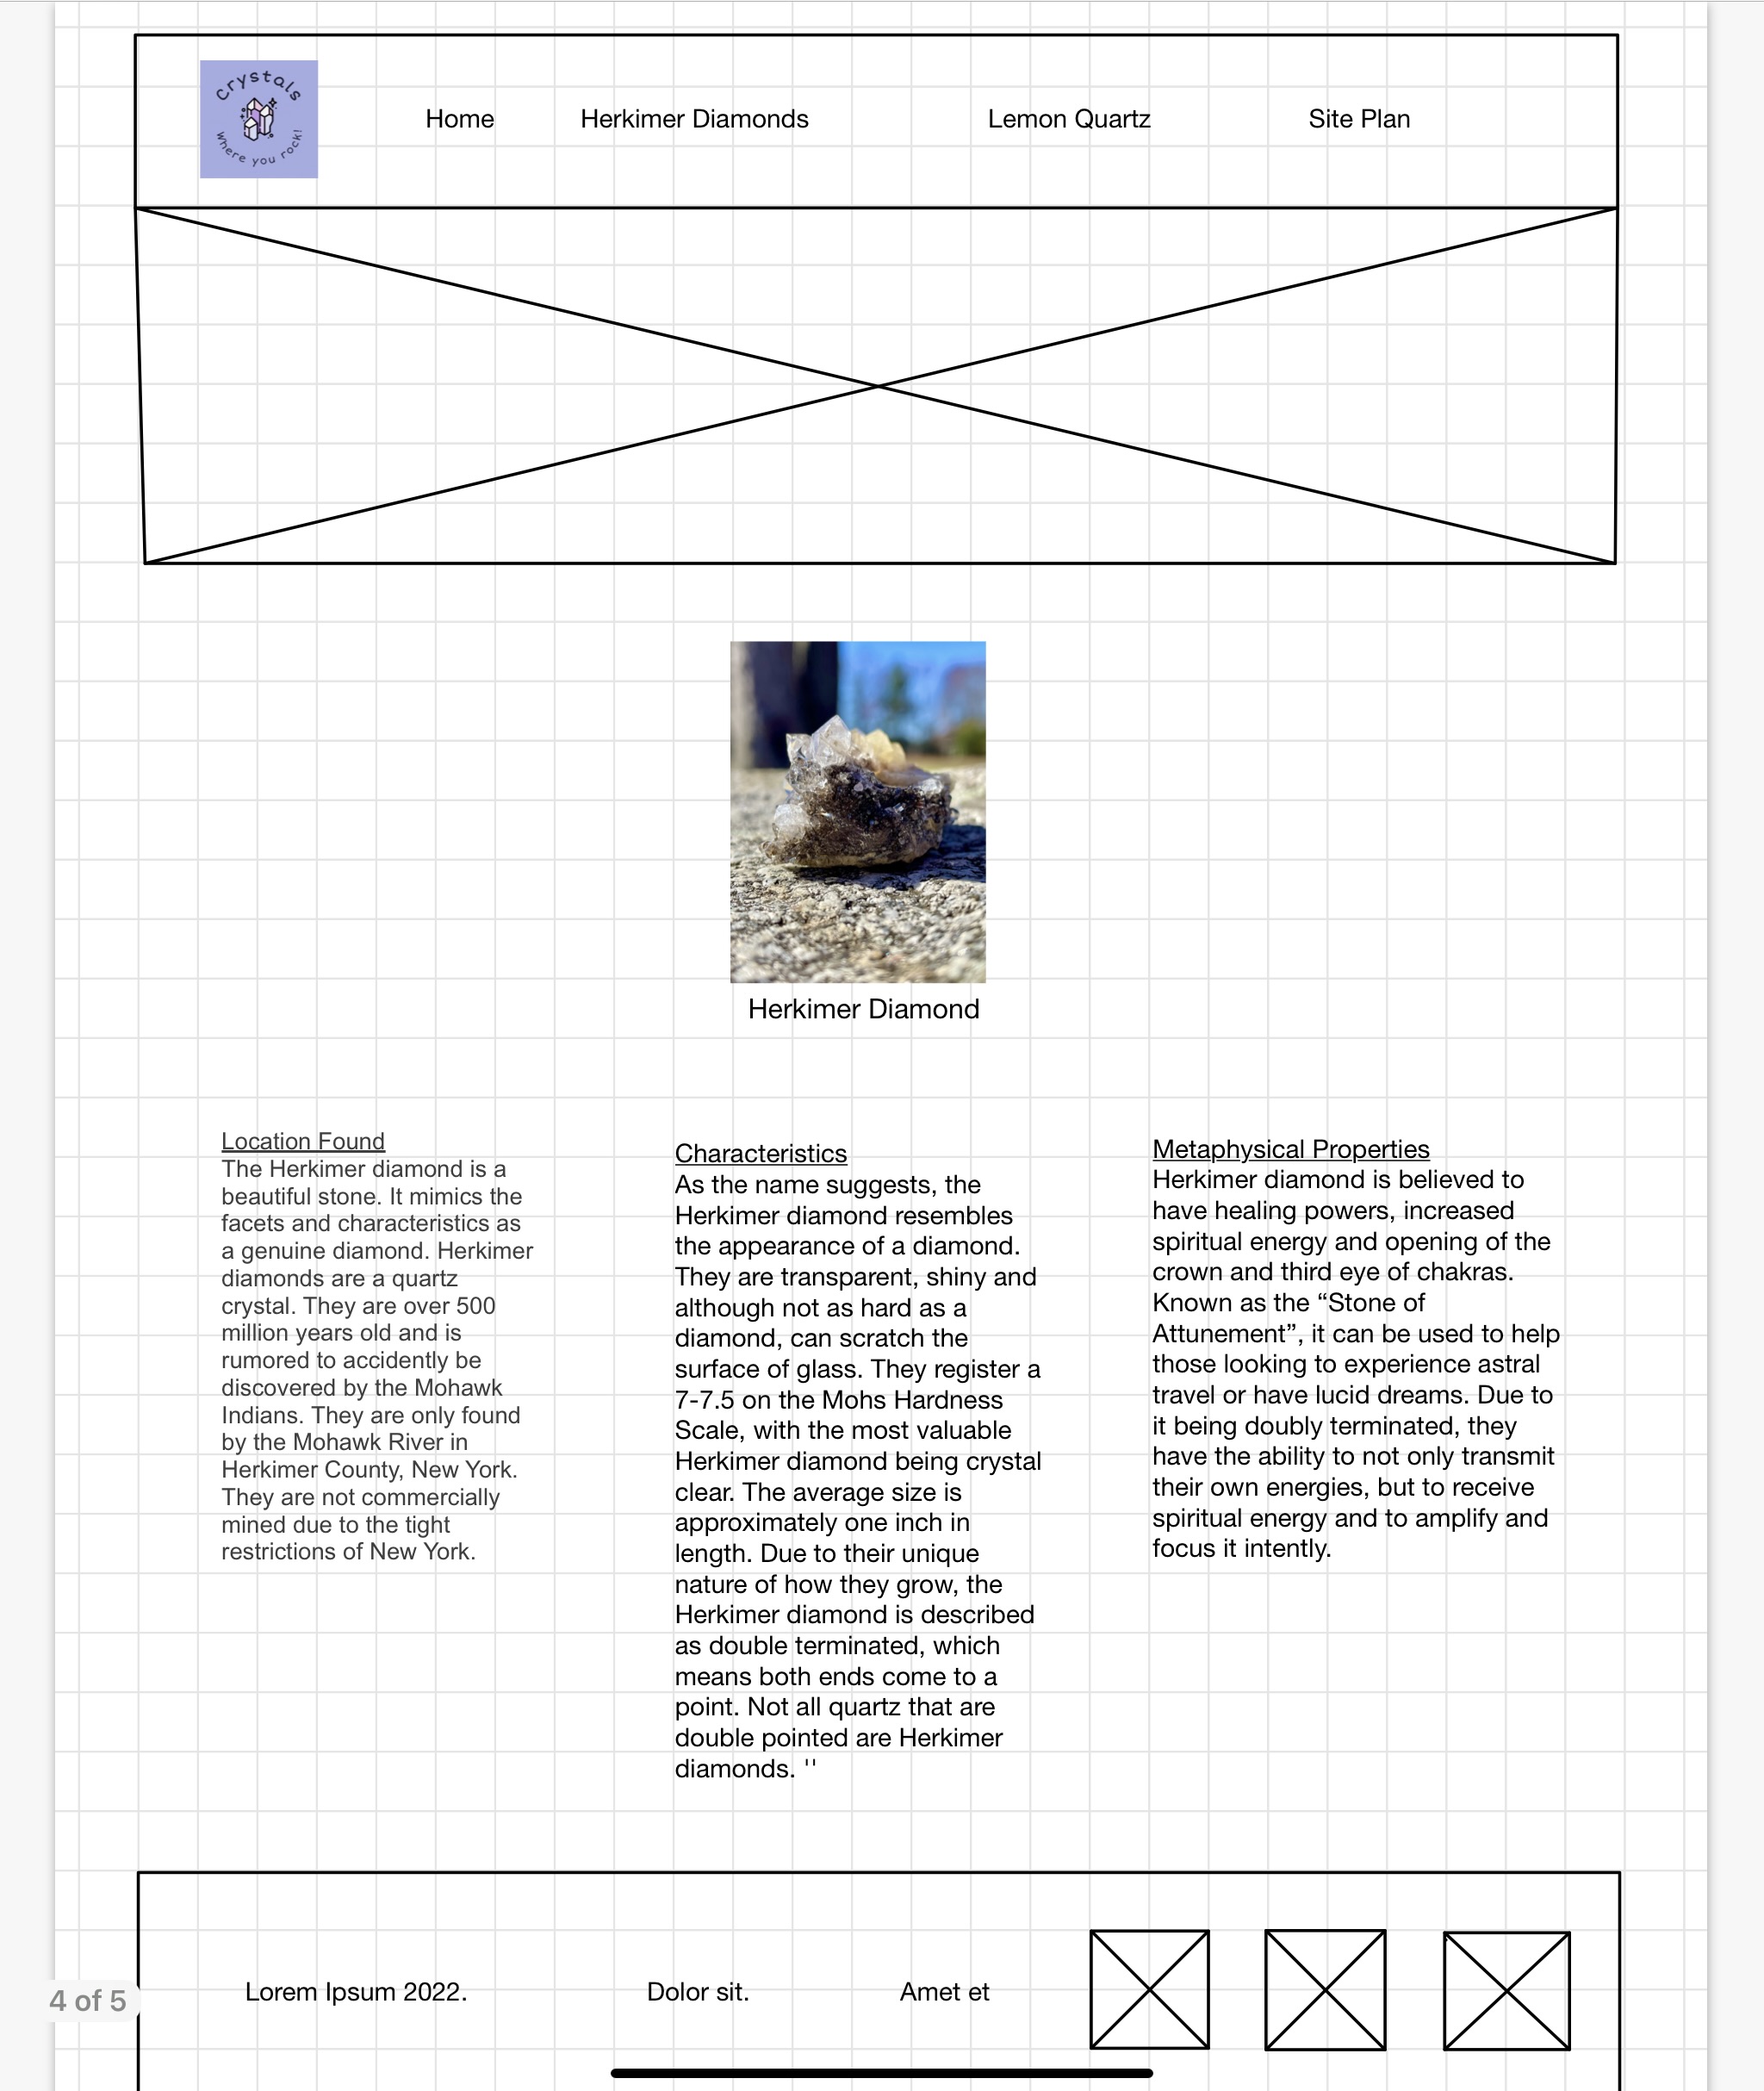 Crystals
Where you rock!
Home Herkimer Diamonds Lemon Quartz Site Plan
Herkimer Diamond
Location Found
The Herkimer diamond is a
beautiful stone. It mimics the
facets and characteristics as
a genuine diamond. Herkimer
diamonds are a quartz
crystal. They are over 500
million years old and is
rumored to accidently be
discovered by the Mohawk
Indians. They are only found
by the Mohawk River in
Herkimer County, New York.
They are not commercially
mined due to the tight
restrictions of New York.
Characteristics
As the name suggests, the
Herkimer diamond resembles
the appearance of a diamond.
They are transparent, shiny and
although not as hard as a
diamond, can scratch the
surface of glass. They register a
7-7.5 on the Mohs Hardness
Scale, with the most valuable
Herkimer diamond being crystal
clear. The average size is
approximately one inch in
length. Due to their unique
nature of how they grow, the
Herkimer diamond is described
as double terminated, which
means both ends come to a
point. Not all quartz that are
double pointed are Herkimer
diamonds. ''
Metaphysical Properties
Herkimer diamond is believed to
have healing powers, increased
spiritual energy and opening of the
crown and third eye of chakras.
Known as the “Stone of
Attunement”, it can be used to help
those looking to experience astral
travel or have lucid dreams. Due to
it being doubly terminated, they
have the ability to not only transmit
their own energies, but to receive
spiritual energy and to amplify and
focus it intently.
Lorem Ipsum 2022. Dolor sit. Amet et
4 of 5